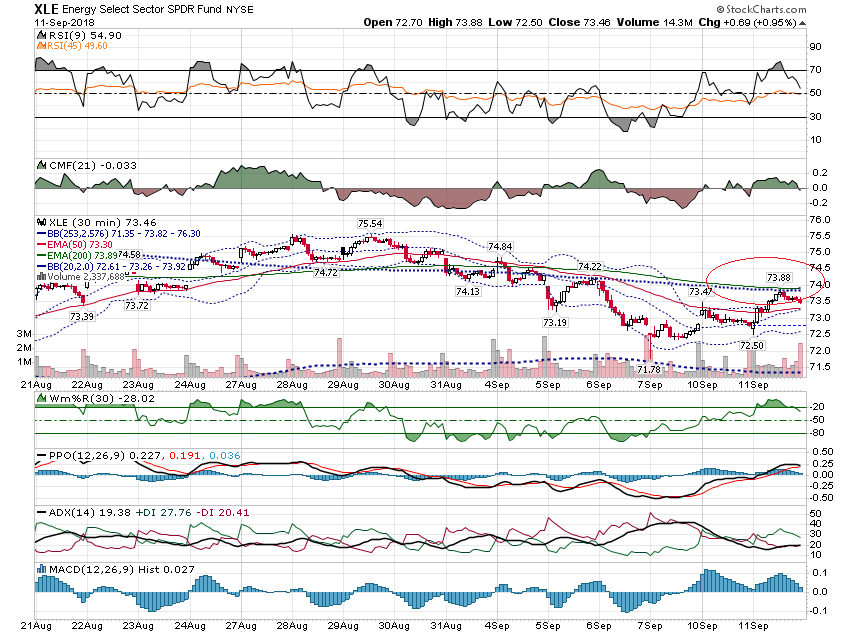 XLE Energy Select Sector SPDR Fund NYSE © StockCharts.com
11-Sep-2018 Open 72.70 High 73.88 Low 72.50 Close 73.46 Volume 14.3M Chg +0.69 (+0.95%)
RSI(9) 54.90
RSI(45) 49.60
90
70
50
30
10
CMF(21) -0.033
0.2
0.0
-0.2
XLE (30 min) 73.46
BB(253,2.576) 71.35 - 73.82 - 76.30
EMA(50) 73.30
EMA(200) 73.89
BB(20,2.0) 72.61 - 73.26 - 73.92
Volume 2,337,688
74.58
75.54
74.84
74.72
74.22
74.13
73.88
73.72
73.47
73.39
73.19
72.50
71.78
76.0
75.5
75.0
74.5
74.0
73.5
73.0
72.5
72.0
71.5
3M
2M
1M
21Aug 22Aug 23Aug 24Aug 27Aug 28Aug 29Aug 30Aug 31Aug 4Sep 5Sep 6Sep 7Sep 10Sep 11Sep
Wm%R(30) -28.02
-20
-50
-80
PPO(12,26,9) 0.227, 0.191, 0.036
0.50
0.25
0.00
-0.25
-0.50
ADX(14) 19.38 +DI 27.76 -DI 20.41
50
40
30
20
10
MACD(12,26,9) Hist 0.027
0.1
0.0
-0.1
21Aug 22Aug 23Aug 24Aug 27Aug 28Aug 29Aug 30Aug 31Aug 4Sep 5Sep 6Sep 7Sep 10Sep 11Sep